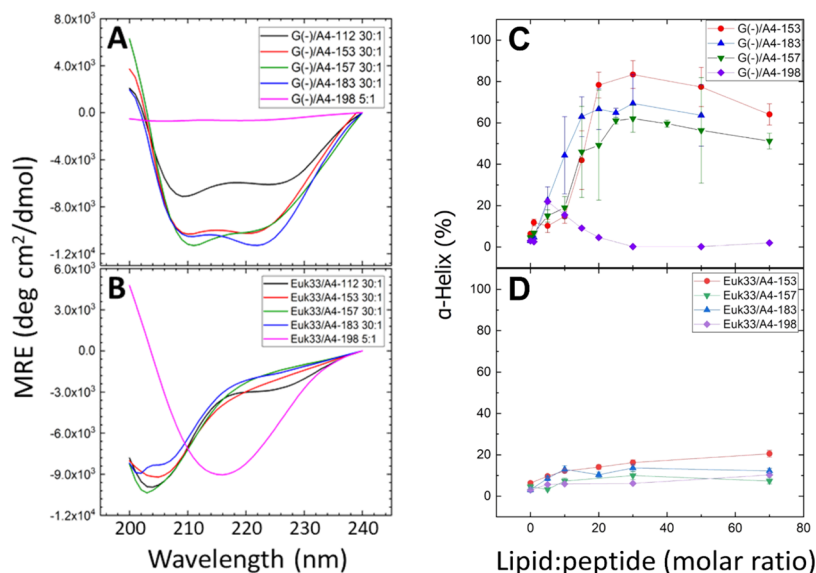 A
G(-)/A4-112 30:1
G(-)/A4-153 30:1
G(-)/A4-157 30:1
G(-)/A4-183 30:1
G(-)/A4-198 5:1
8.0x10³
4.0x10³
0.0
-4.0x10³
-8.0x10³
-1.2x10⁴
B
Euk33/A4-112 30:1
Euk33/A4-153 30:1
Euk33/A4-157 30:1
Euk33/A4-183 30:1
Euk33/A4-198 5:1
6.0x10³
3.0x10³
0.0
-3.0x10³
-6.0x10³
-9.0x10³
-1.2x10⁴
200 210 220 230 240
MRE (deg cm²/dmol)
Wavelength (nm)
C
G(-)/A4-153
G(-)/A4-183
G(-)/A4-157
G(-)/A4-198
100
80
60
40
20
0
D
Euk33/A4-153
Euk33/A4-157
Euk33/A4-183
Euk33/A4-198
100
80
60
40
20
0
0 10 20 30 40 50 60 70 80
α-Helix (%)
Lipid:peptide (molar ratio)